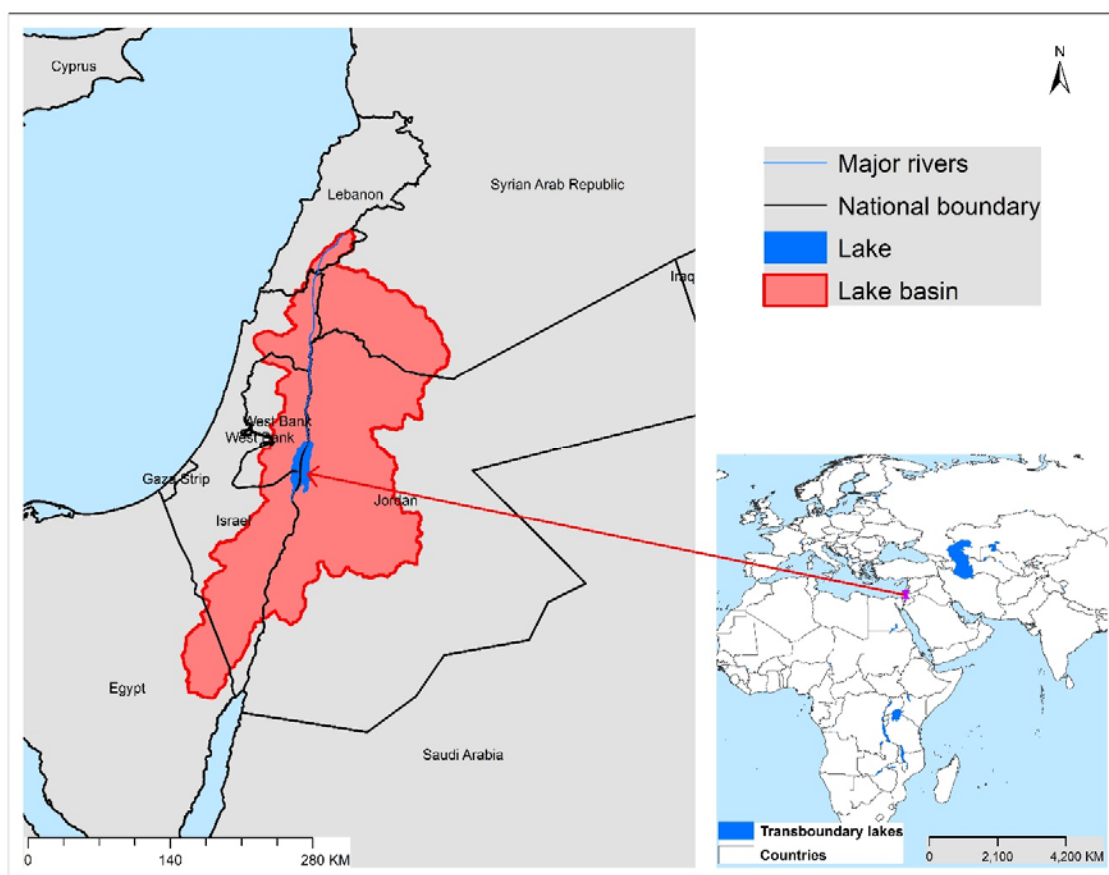 Cyprus
Lebanon
Syrian Arab Republic
Iraq
West Bank
West Bank
Gaza Strip
Israel
Jordan
Egypt
Saudi Arabia
0 140 280 KM
N
Major rivers
National boundary
Lake
Lake basin
Transboundary lakes
Countries
0 2,100 4,200 KM